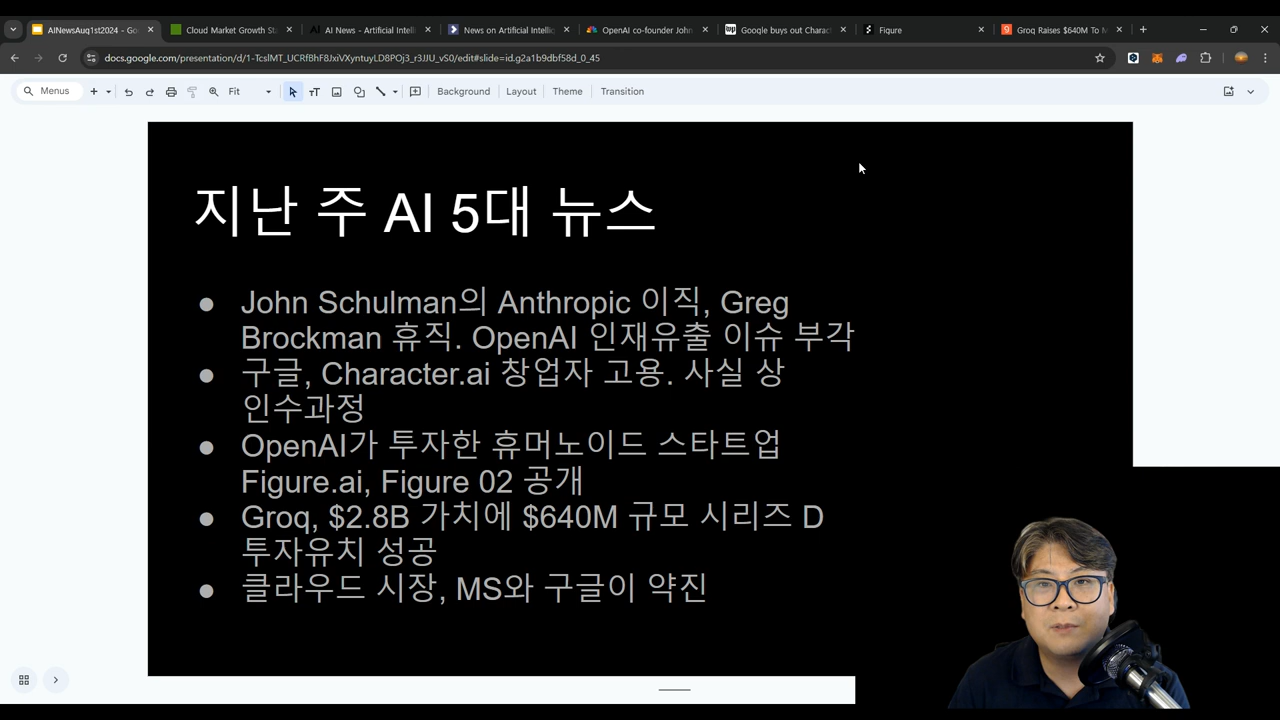 AINewsAug1st2024 - Go
Cloud Market Growth St
AI News - Artificial Intelli
News on Artificial Intellig
OpenAI co-founder John
Google buys out Charac
Figure
Groq Raises $640M To M
docs.google.com/presentation/d/1-TcslMT_UCRfBhF8JxiVXyntuyLD8POj3_r3JJU_vS0/edit#slide=id.g2a1b9dbf58d_0_45
Menus
Fit
Background
Layout
Theme
Transition
지난 주 AI 5대 뉴스
● John Schulman의 Anthropic 이직, Greg
Brockman 휴직. OpenAI 인재유출 이슈 부각
● 구글, Character.ai 창업자 고용. 사실 상
인수과정
● OpenAI가 투자한 휴머노이드 스타트업
Figure.ai, Figure 02 공개
● Groq, $2.8B 가치에 $640M 규모 시리즈 D
투자유치 성공
● 클라우드 시장, MS와 구글이 약진